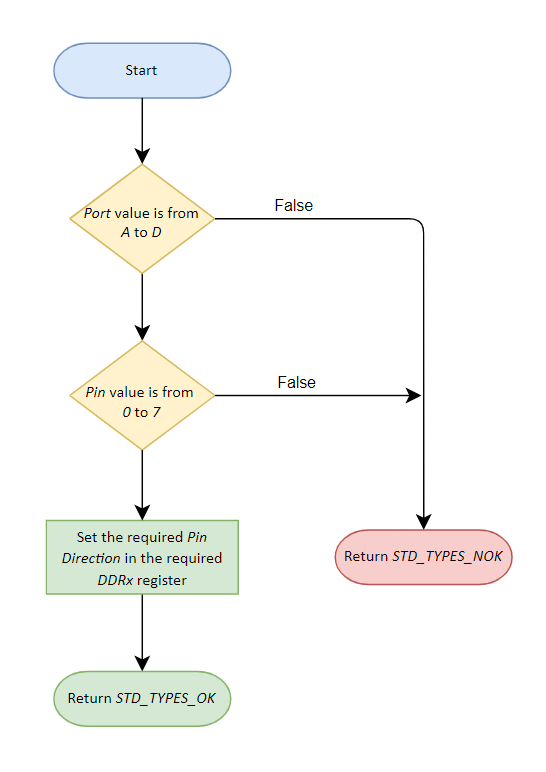 Start
Port value is from
A to D
False
Pin value is from
0 to 7
False
Set the required Pin
Direction in the required
DDRx register
Return STD_TYPES_NOK
Return STD_TYPES_OK